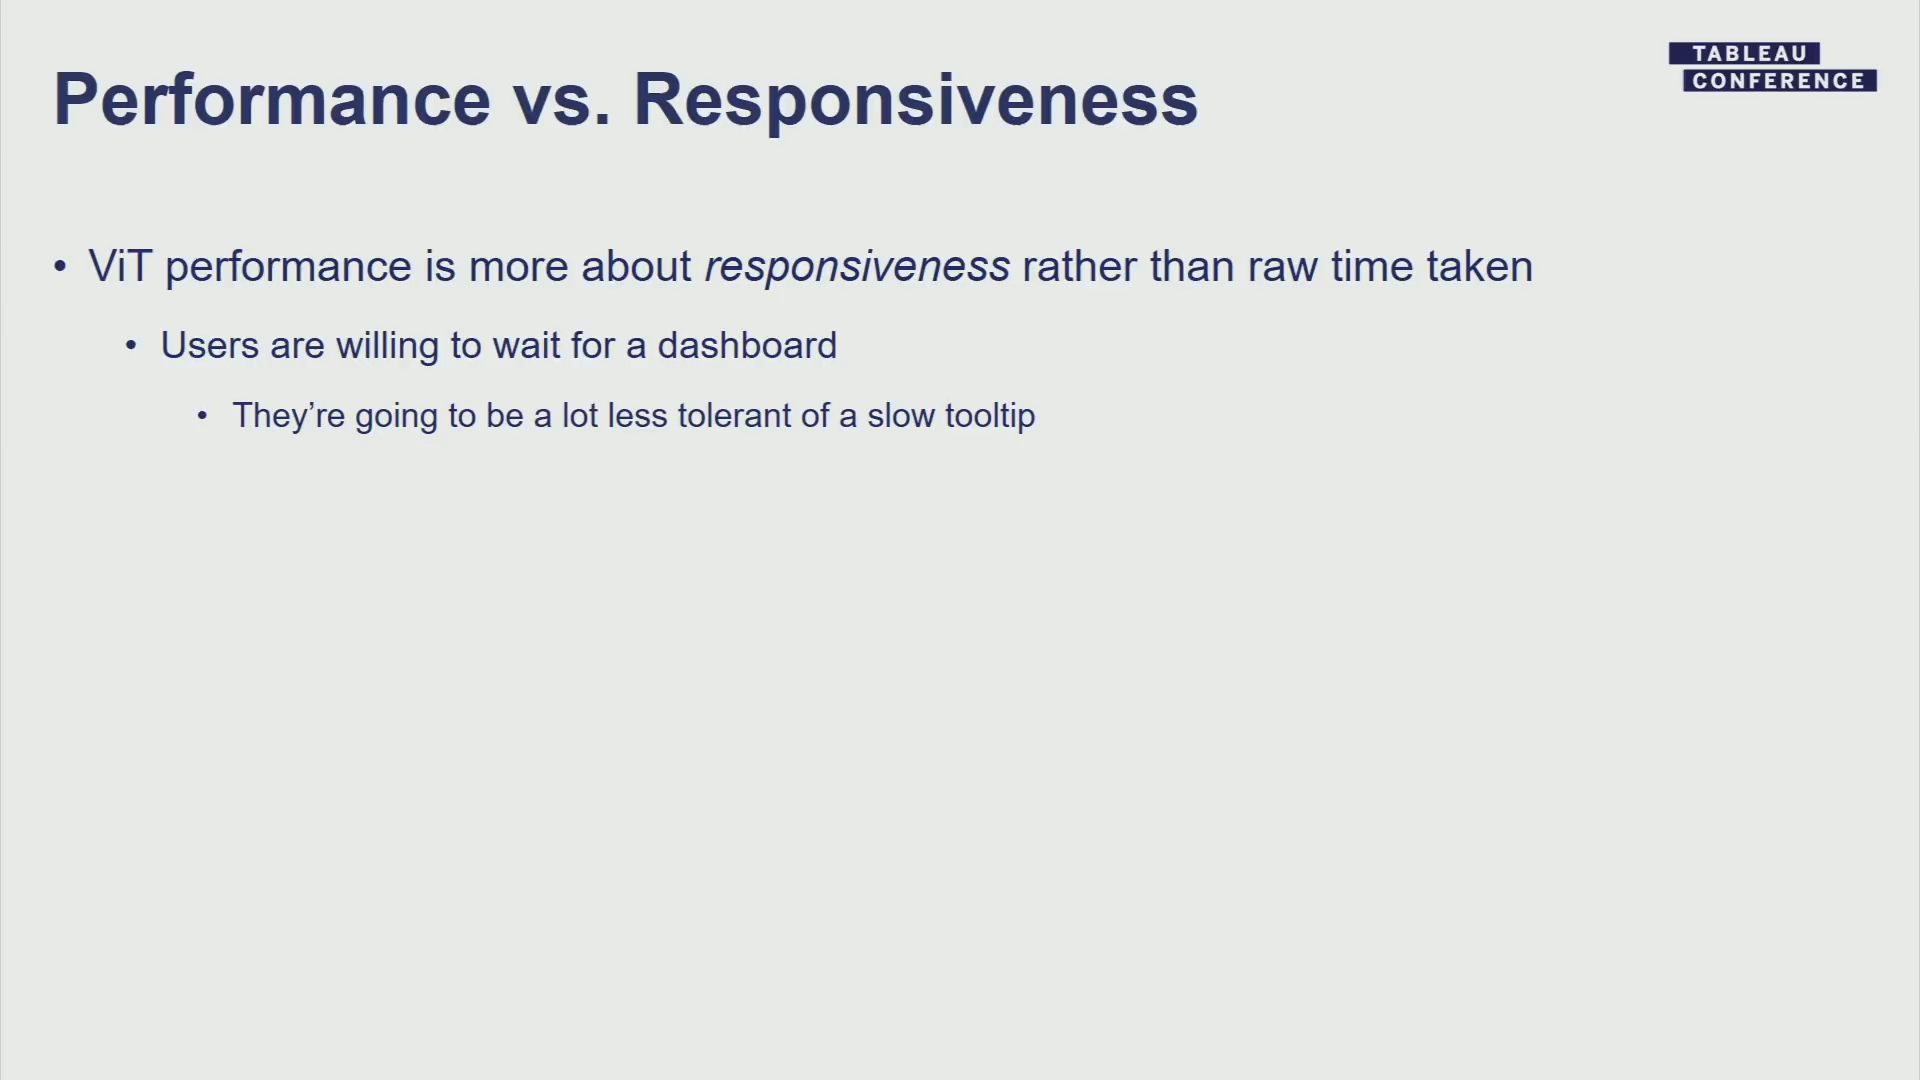 Performance vs. Responsiveness
TABLEAU
CONFERENCE
• ViT performance is more about responsiveness rather than raw time taken
• Users are willing to wait for a dashboard
• They’re going to be a lot less tolerant of a slow tooltip